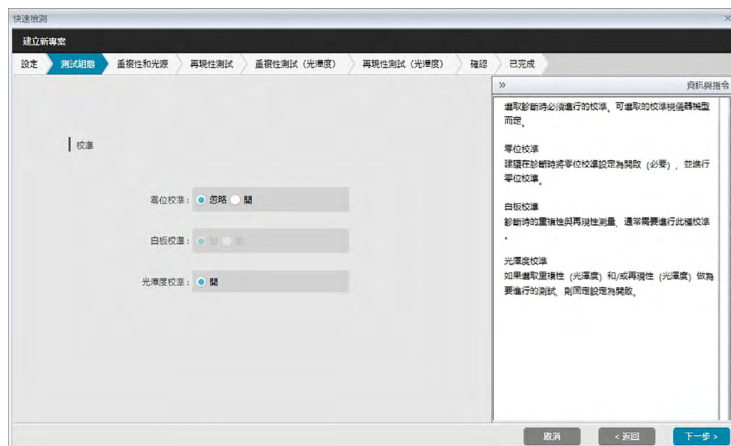 快速檢測
建立新專案
設定 測試組態 重複性和光源 再現性測試 重複性測試（光澤度） 再現性測試（光澤度） 確認 已完成
校準
零位校準： 忽略 開
白板校準：
光澤度校準： 開
» 資訊與指令
選取診斷時必須進行的校準。可選取的校準視儀器機型
而定。
零位校準
建議在診斷時將零位校準設定為開啟（必要），並進行
零位校準。
白板校準
診斷時的重複性與再現性測量，通常需要進行此種校準
。
光澤度校準
如果選取重複性（光澤度）和/或再現性（光澤度）做為
要進行的測試，則固定設定為開啟。
取消 < 返回 下一步 >